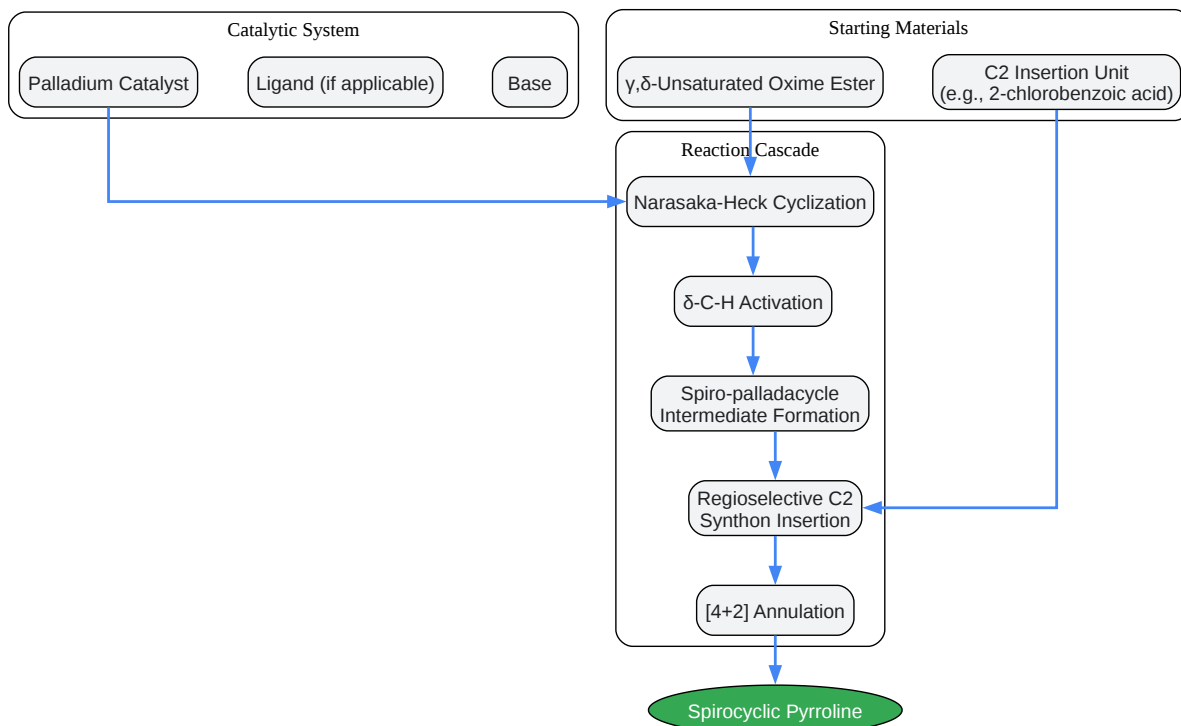 Catalytic System
Palladium Catalyst
Ligand (if applicable)
Base
Starting Materials
γ,δ-Unsaturated Oxime Ester
C2 Insertion Unit
(e.g., 2-chlorobenzoic acid)
Reaction Cascade
Narasaka-Heck Cyclization
δ-C-H Activation
Spiro-palladacycle
Intermediate Formation
Regioselective C2
Synthon Insertion
[4+2] Annulation
Spirocyclic Pyrroline